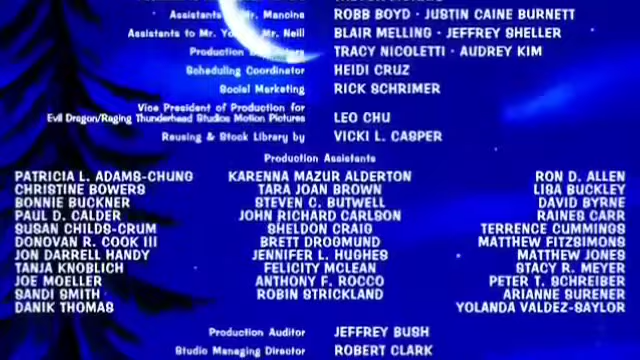 Assistants Mr. Mancina ROBB BOYD · JUSTIN CAINE BURNETT
Assistants to Mr. Mr. Neill BLAIR MELLING · JEFFREY SHELLER
Production TRACY NICOLETTI · AUDREY KIM
Scheduling Coordinator HEIDI CRUZ
Social Marketing RICK SCHRIMER
Vice President of Production for
Evil Dragon/Raging Thunderhead Studios Motion Pictures LEO CHU
Reusing & Stock Library by VICKI L. CASPER
Production Assistants
PATRICIA L. ADAMS-CHUNG KARENNA MAZUR ALDERTON RON D. ALLEN
CHRISTINE BOWERS TARA JOAN BROWN LISA BUCKLEY
BONNIE BUCKNER STEVEN C. BUTWELL DAVID BYRNE
PAUL D. CALDER JOHN RICHARD CARLSON RAINES CARR
SUSAN CHILDS-CRUM SHELDON CRAIG TERRENCE CUMMINGS
DONOVAN R. COOK III BRETT DROGMUND MATTHEW FITZSIMONS
JON DARRELL HANDY JENNIFER L. HUGHES MATTHEW JONES
TANJA KNOBLICH FELICITY MCLEAN STACY R. MEYER
JOE MOELLER ANTHONY F. ROCCO PETER T. SCHREIBER
SANDI SMITH ROBIN STRICKLAND ARIANNE SURENER
DANIK THOMAS YOLANDA VALDEZ-SAYLOR
Production Auditor JEFFREY BUSH
Studio Managing Director ROBERT CLARK